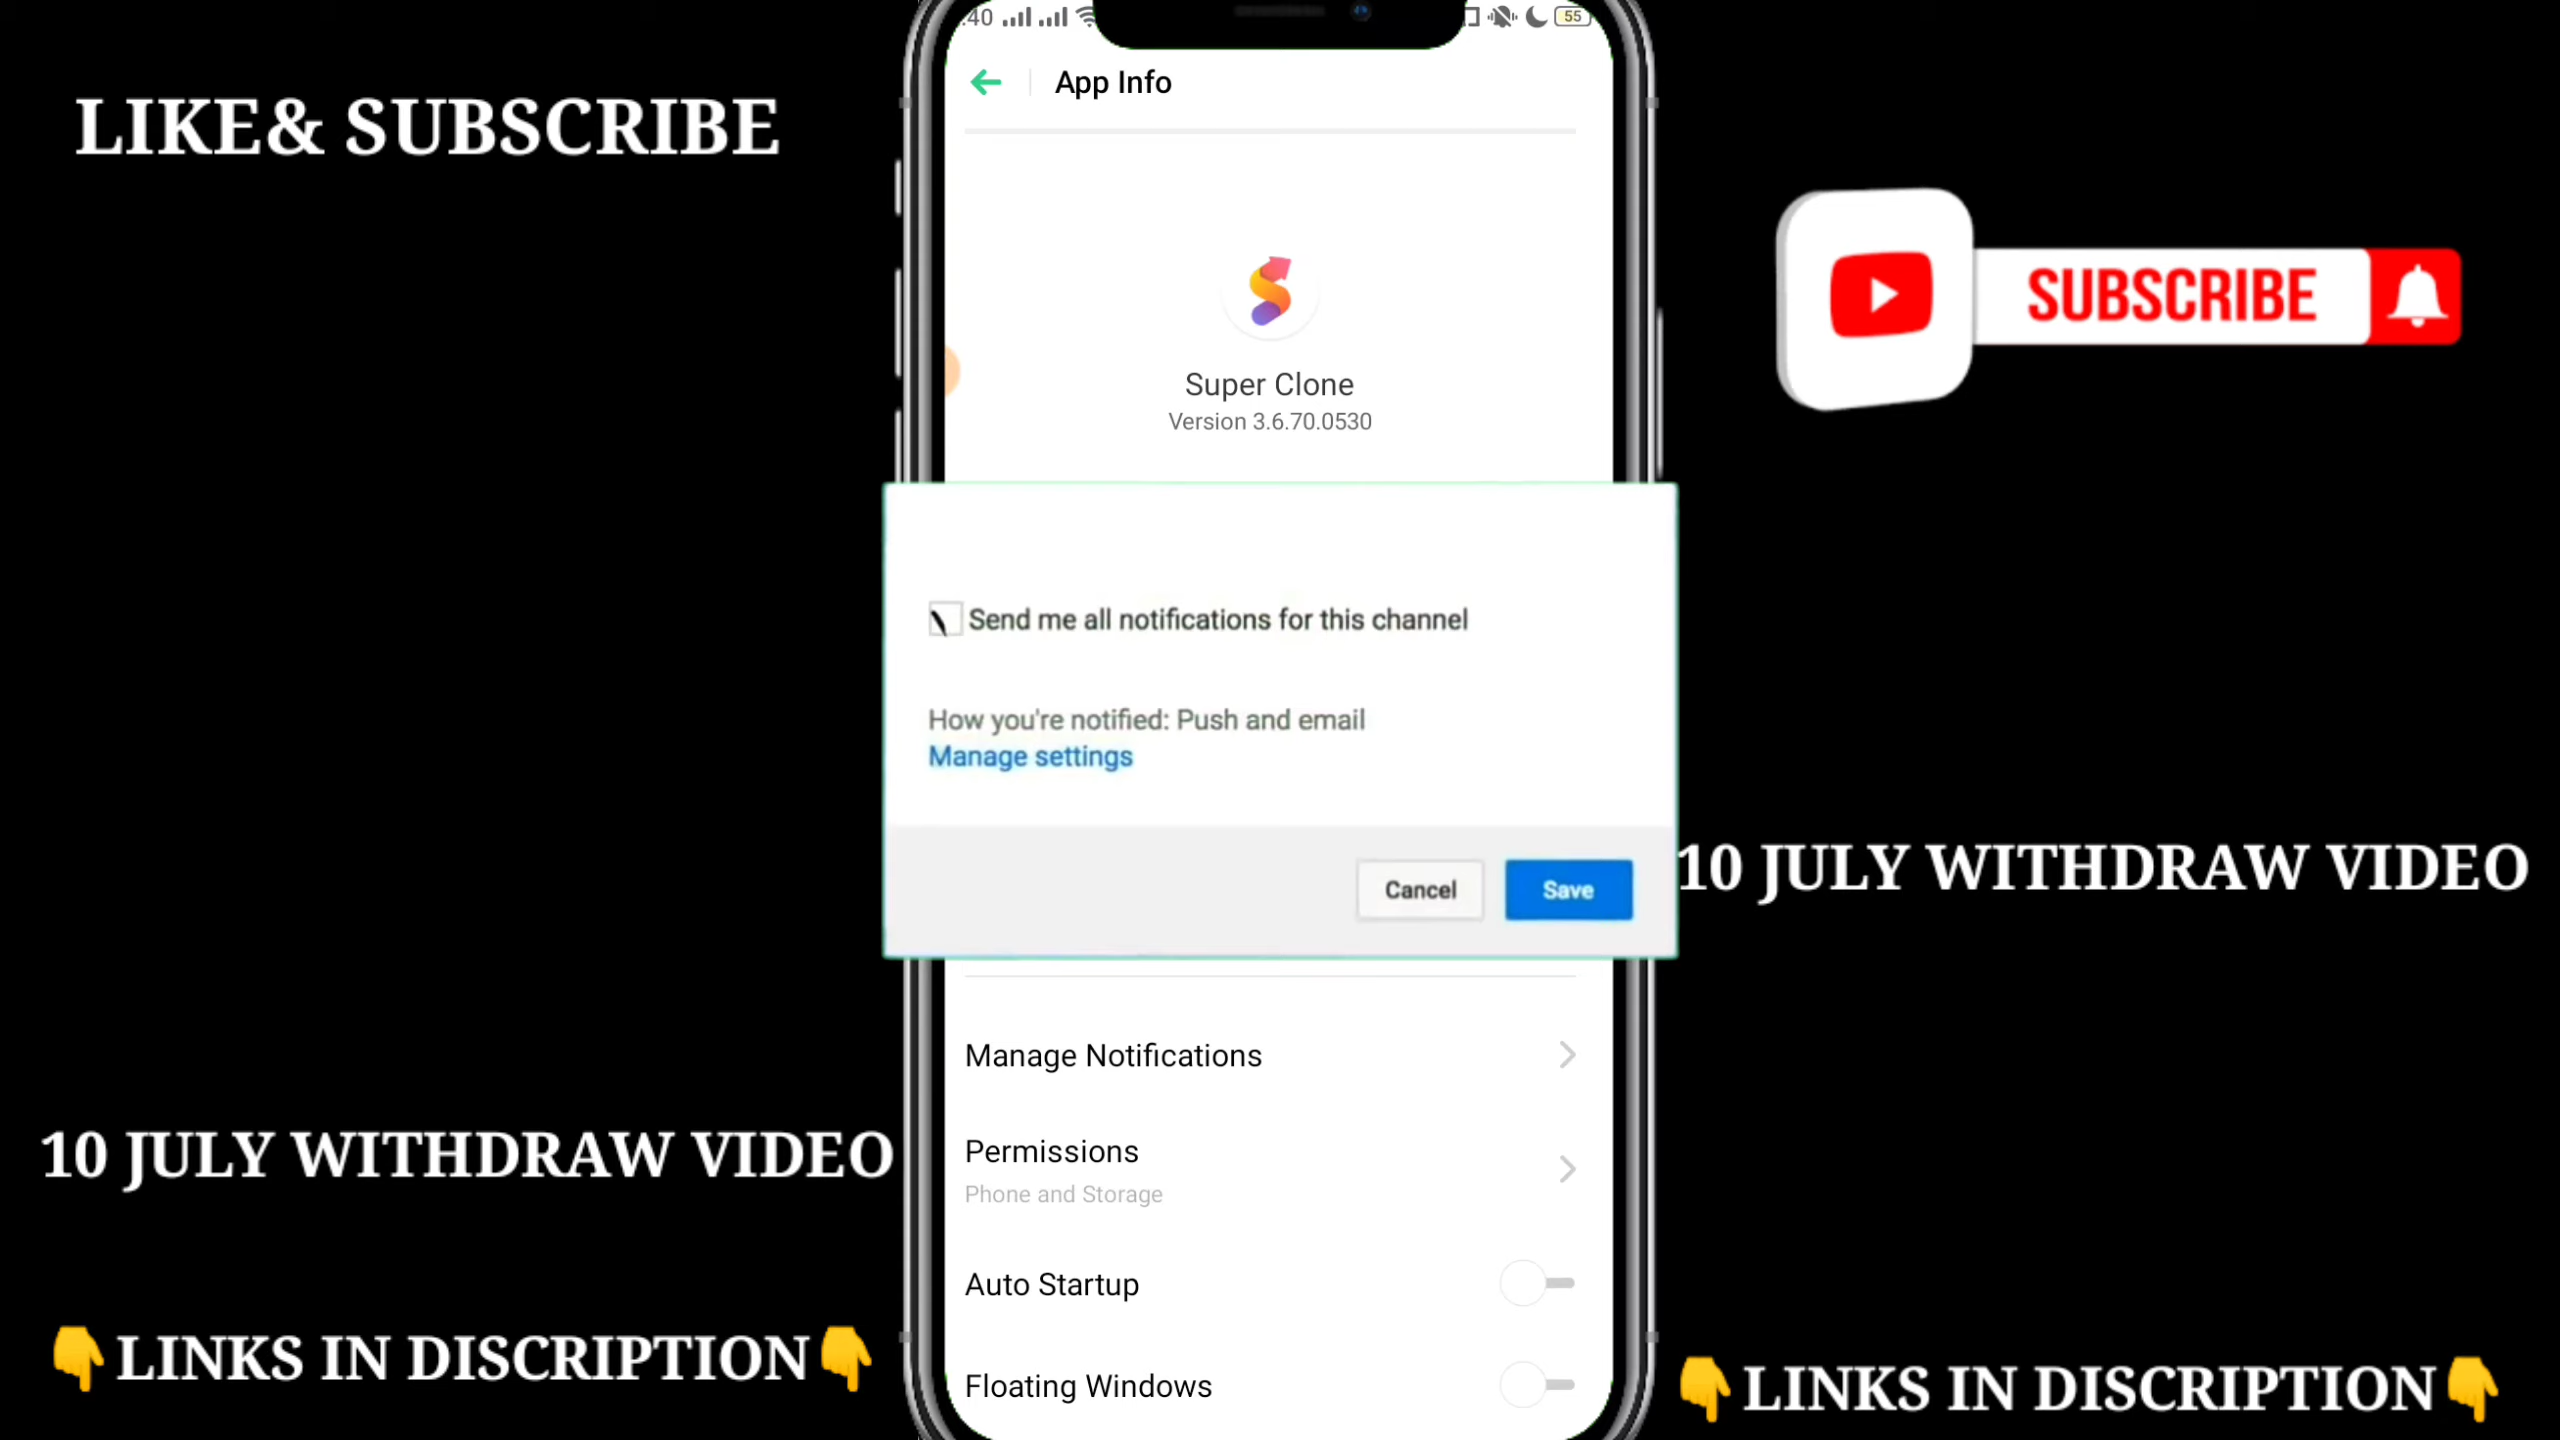 :40
55
App Info
LIKE& SUBSCRIBE
SUBSCRIBE
Super Clone
Version 3.6.70.0530
Send me all notifications for this channel
How you're notified: Push and email
Manage settings
Cancel
Save
10 JULY WITHDRAW VIDEO
Manage Notifications
10 JULY WITHDRAW VIDEO
Permissions
Phone and Storage
Auto Startup
👇LINKS IN DISCRIPTION👇
Floating Windows
👇LINKS IN DISCRIPTION👇